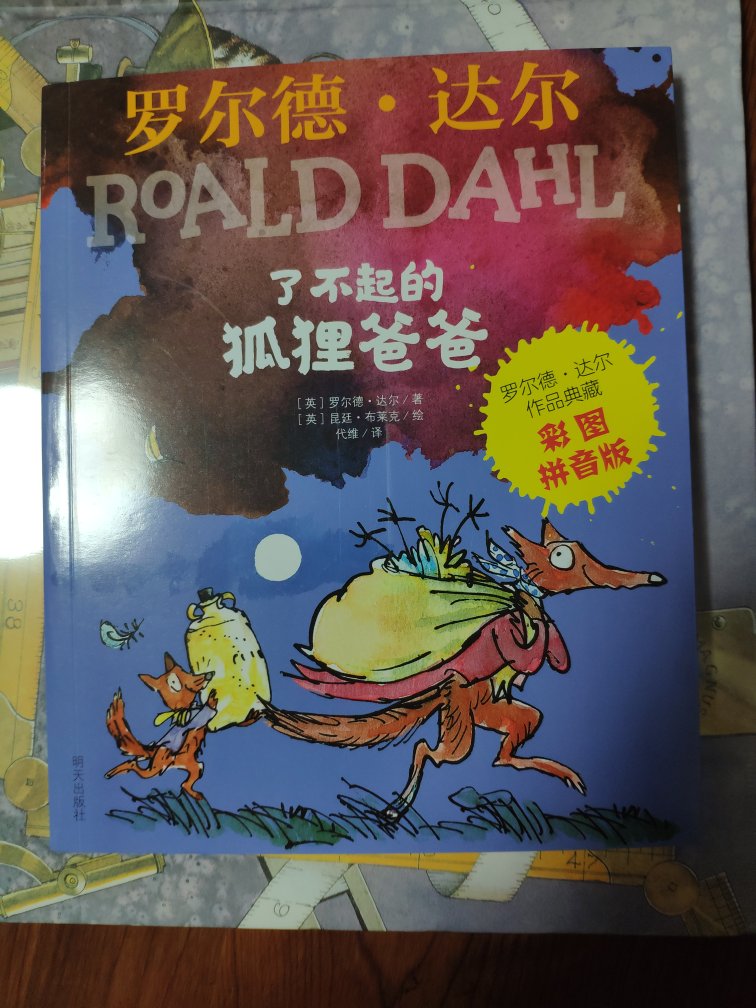 罗尔德·达尔
ROALD DAHL
了不起的
狐狸爸爸
[英]罗尔德·达尔/著
[英]昆廷·布莱克/绘
代维/译
罗尔德·达尔
作品典藏
彩图
拼音版
明天出版社
38
47